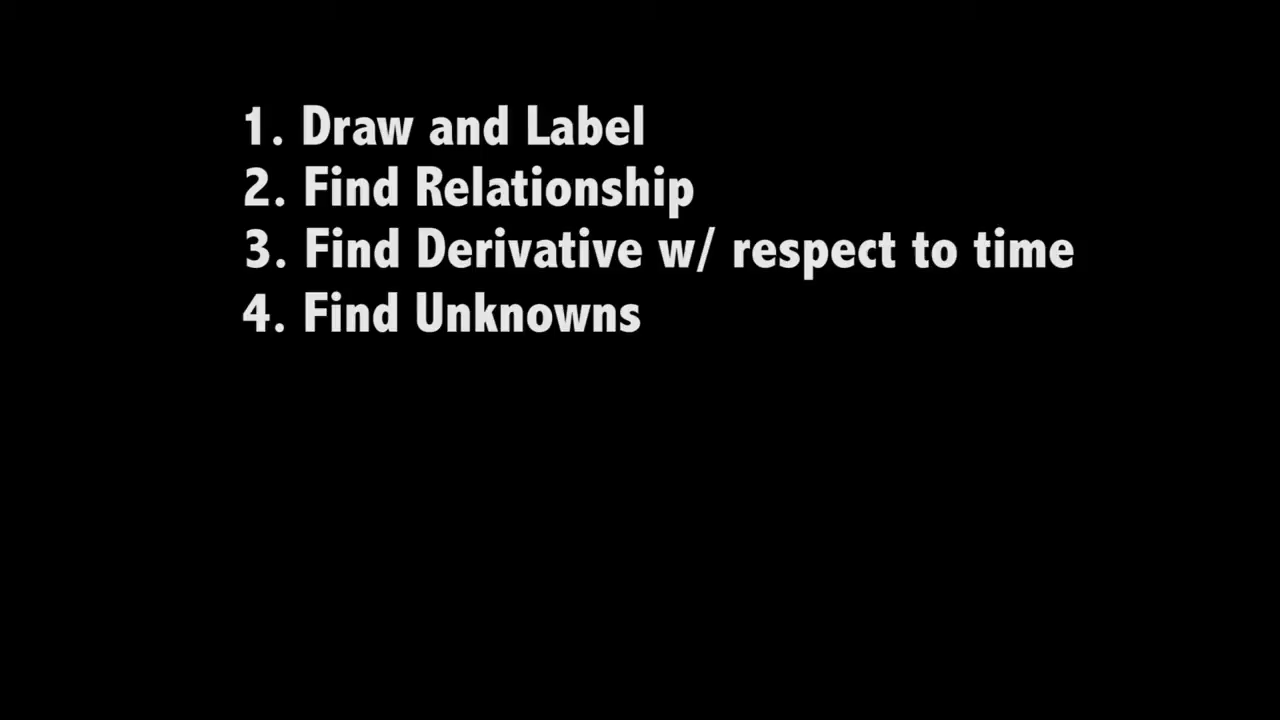 1. Draw and Label
2. Find Relationship
3. Find Derivative w/ respect to time
4. Find Unknowns